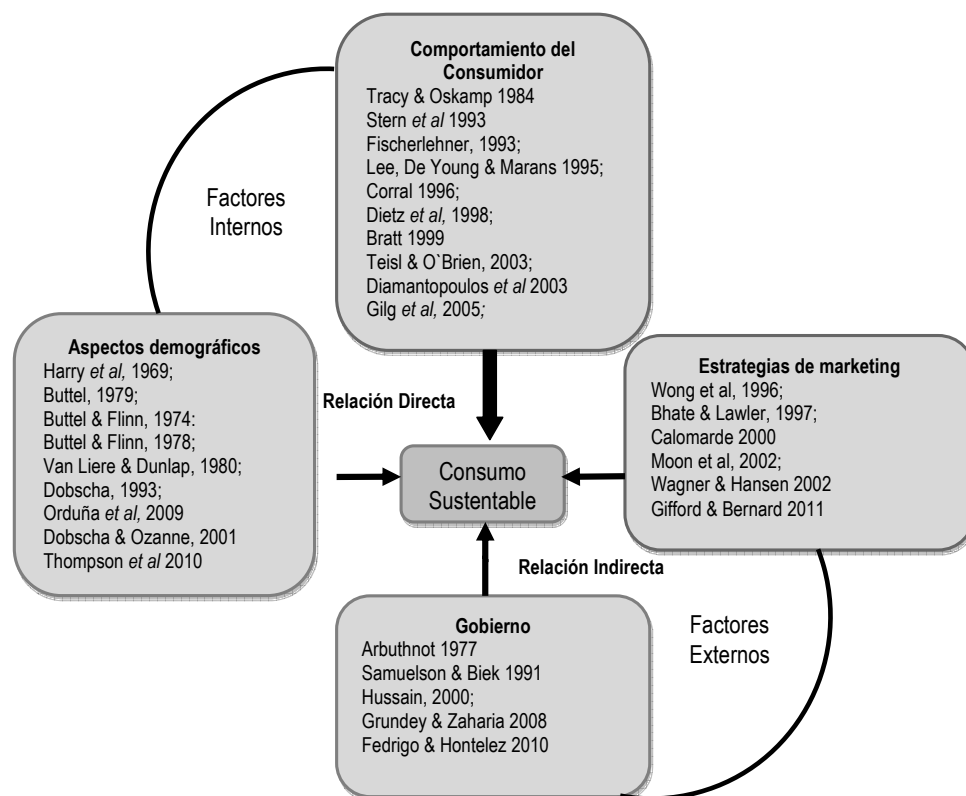 Comportamiento del
Consumidor
Tracy & Oskamp 1984
Stern et al 1993
Fischerlehner, 1993;
Lee, De Young & Marans 1995;
Corral 1996;
Dietz et al, 1998;
Bratt 1999
Teisl & O`Brien, 2003;
Diamantopoulos et al 2003
Gilg et al, 2005;
Factores
Internos
Aspectos demográficos
Harry et al, 1969;
Buttel, 1979;
Buttel & Flinn, 1974:
Buttel & Flinn, 1978;
Van Liere & Dunlap, 1980;
Dobscha, 1993;
Orduña et al, 2009
Dobscha & Ozanne, 2001
Thompson et al 2010
Relación Directa
Consumo
Sustentable
Estrategias de marketing
Wong et al, 1996;
Bhate & Lawler, 1997;
Calomarde 2000
Moon et al, 2002;
Wagner & Hansen 2002
Gifford & Bernard 2011
Relación Indirecta
Gobierno
Arbuthnot 1977
Samuelson & Biek 1991
Hussain, 2000;
Grundey & Zaharia 2008
Fedrigo & Hontelez 2010
Factores
Externos